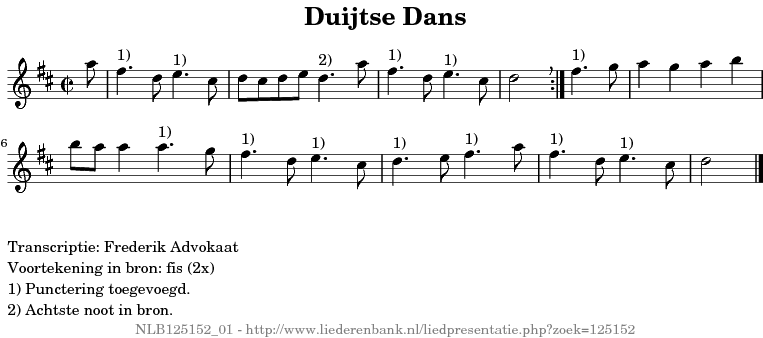 Duijtse Dans
1) 1) 2) 1) 1) 1)
6 1) 1) 1) 1) 1) 1) 1)
Transcriptie: Frederik Advokaat
Voortekening in bron: fis (2x)
1) Punctering toegevoegd.
2) Achtste noot in bron.
NLB125152_01 - http://www.liederenbank.nl/liedpresentatie.php?zoek=125152